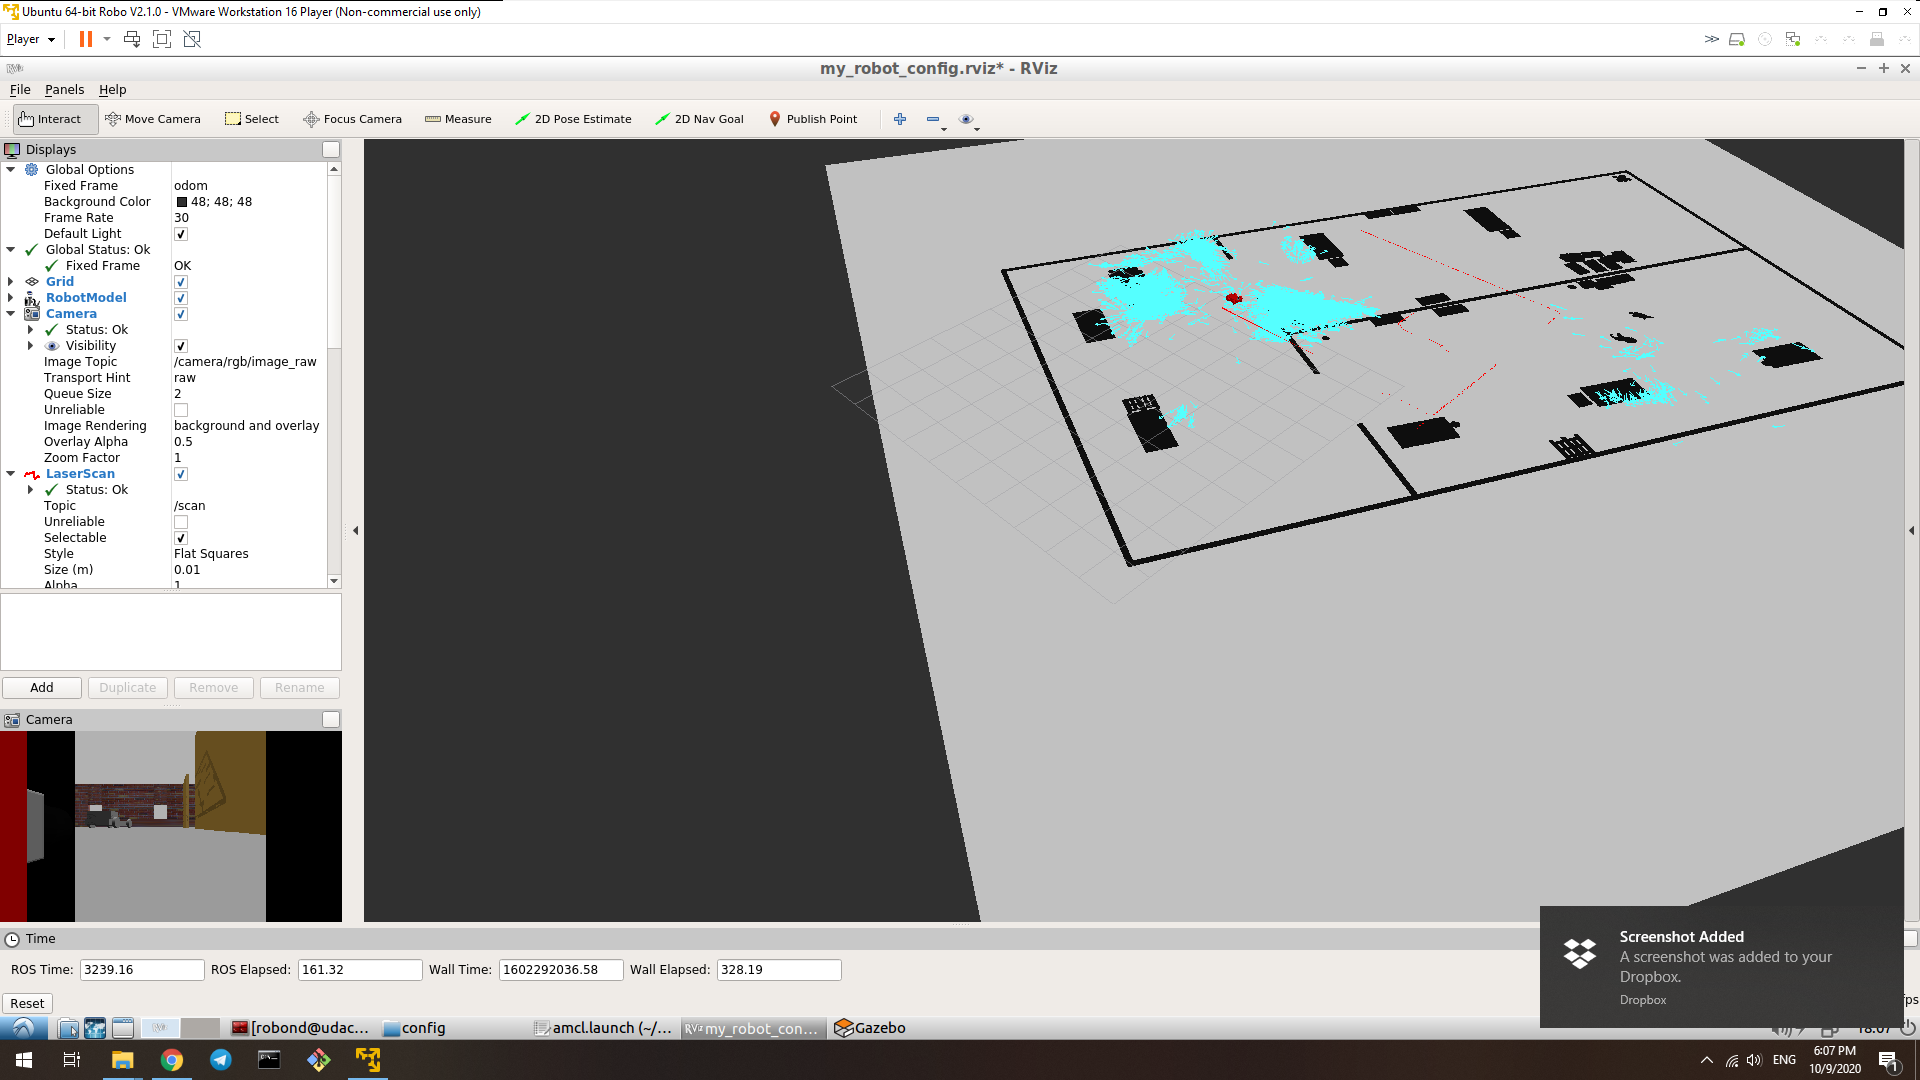 Ubuntu 64-bit Robo V2.1.0 - VMware Workstation 16 Player (Non-commercial use only)
Player
my_robot_config.rviz* - RViz
File Panels Help
Interact Move Camera Select Focus Camera Measure 2D Pose Estimate 2D Nav Goal Publish Point
Displays
Global Options
Fixed Frame odom
Background Color 48; 48; 48
Frame Rate 30
Default Light
Global Status: Ok
Fixed Frame OK
Grid
RobotModel
Camera
Status: Ok
Visibility
Image Topic /camera/rgb/image_raw
Transport Hint raw
Queue Size 2
Unreliable
Image Rendering background and overlay
Overlay Alpha 0.5
Zoom Factor 1
LaserScan
Status: Ok
Topic /scan
Unreliable
Selectable
Style Flat Squares
Size (m) 0.01
Alpha 1
Add Duplicate Remove Rename
Camera
Time
ROS Time: 3239.16 ROS Elapsed: 161.32 Wall Time: 1602292036.58 Wall Elapsed: 328.19
Reset
fps
Screenshot Added
A screenshot was added to your
Dropbox.
Dropbox
[robond@udac... config amcl.launch (~/... my_robot_con... Gazebo 18:07
ENG
6:07 PM
10/9/2020
1